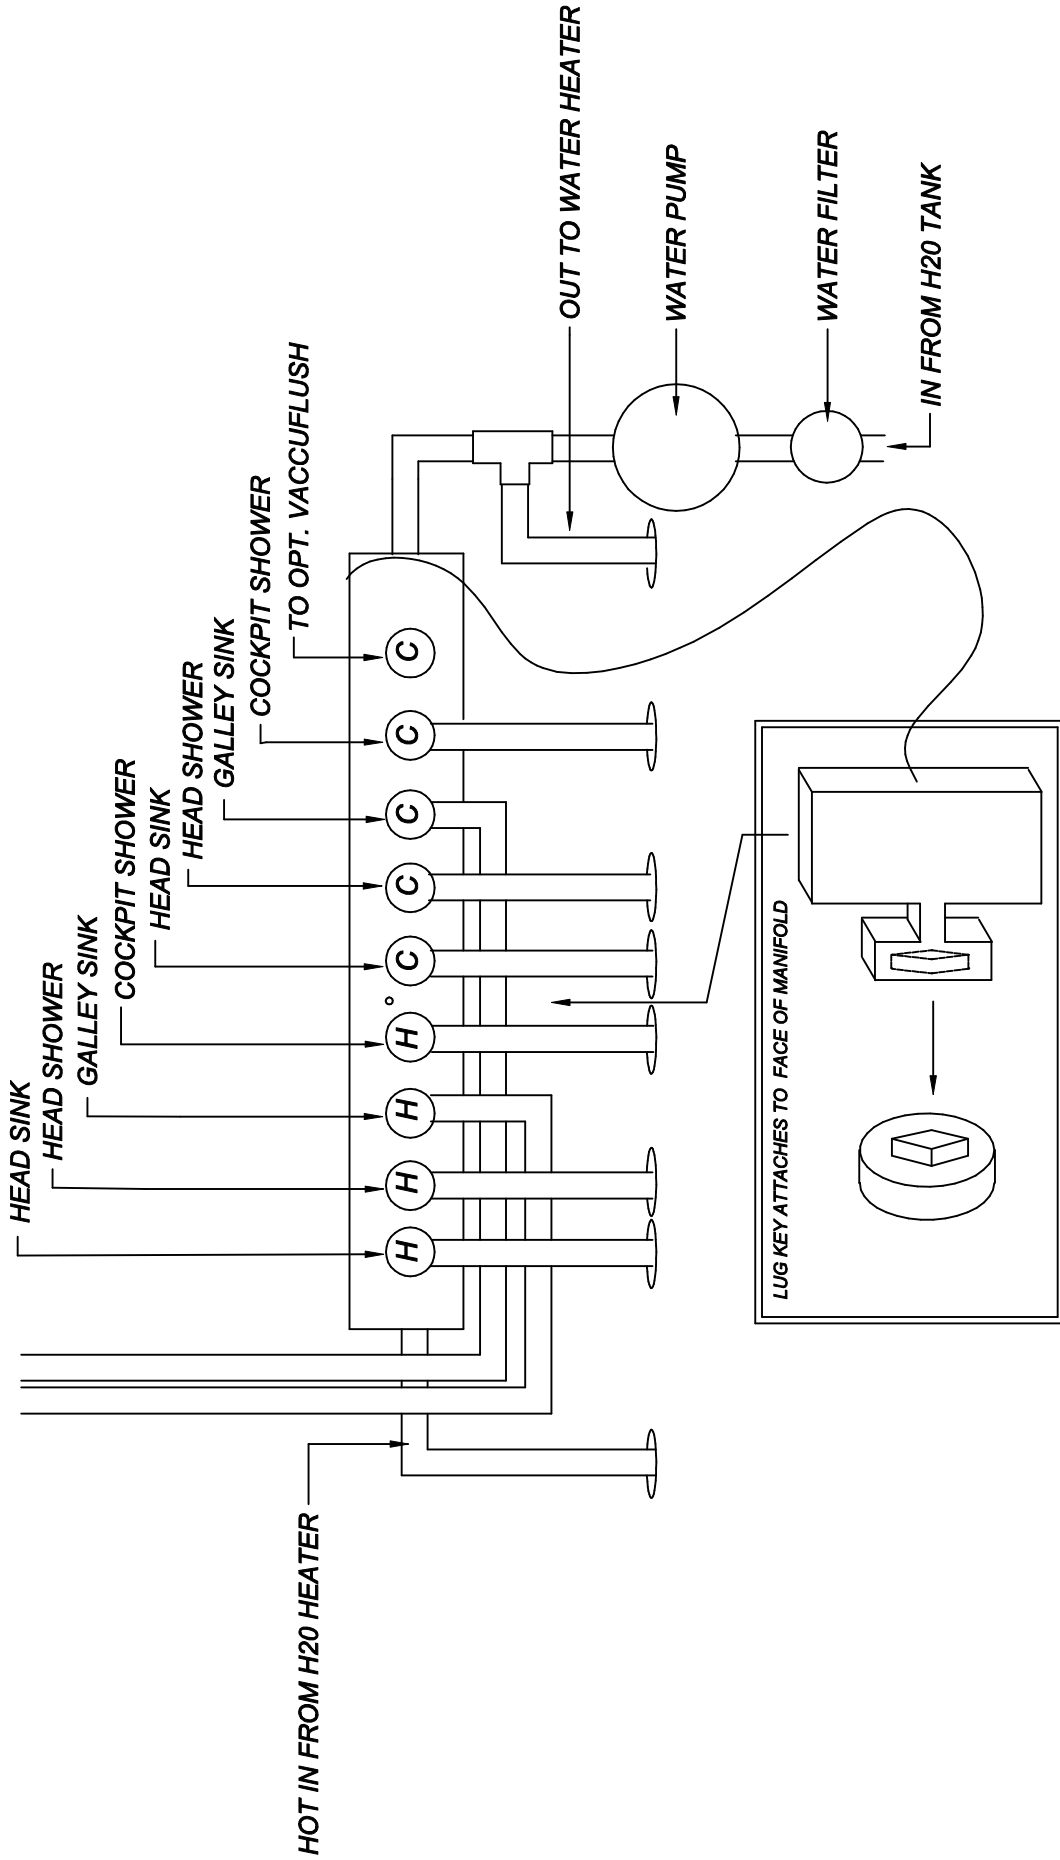 HEAD SINK
HEAD SHOWER
GALLEY SINK
COCKPIT SHOWER
HEAD SINK
HEAD SHOWER
GALLEY SINK
COCKPIT SHOWER
TO OPT. VACCUFLUSH
HOT IN FROM H20 HEATER
H
H
H
H
C
C
C
C
C
OUT TO WATER HEATER
WATER PUMP
WATER FILTER
IN FROM H20 TANK
LUG KEY ATTACHES TO FACE OF MANIFOLD